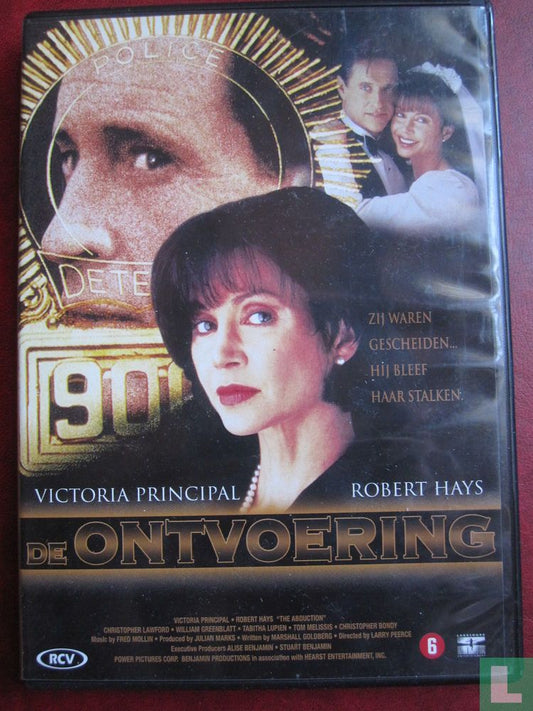 POLICE
DETE
900
ZIJ WAREN
GESCHEIDEN...
HIJ BLEEF
HAAR STALKEN.
VICTORIA PRINCIPAL
ROBERT HAYS
DE ONTVOERING
VICTORIA PRINCIPAL • ROBERT HAYS "THE ABDUCTION"
CHRISTOPHER LAWFORD • WILLIAM GREENBLATT • TABITHA LUPIEN • TOM MELISSIS • CHRISTOPHER BONDY
Music by FRED MOLLIN • Produced by JULIAN MARKS • Written by MARSHALL GOLDBERG • Directed by LARRY PEERCE
Executive Producers ALISE BENJAMIN • STUART BENJAMIN
POWER PICTURES CORP. BENJAMIN PRODUCTIONS in association with HEARST ENTERTAINMENT, INC.
RCV
6